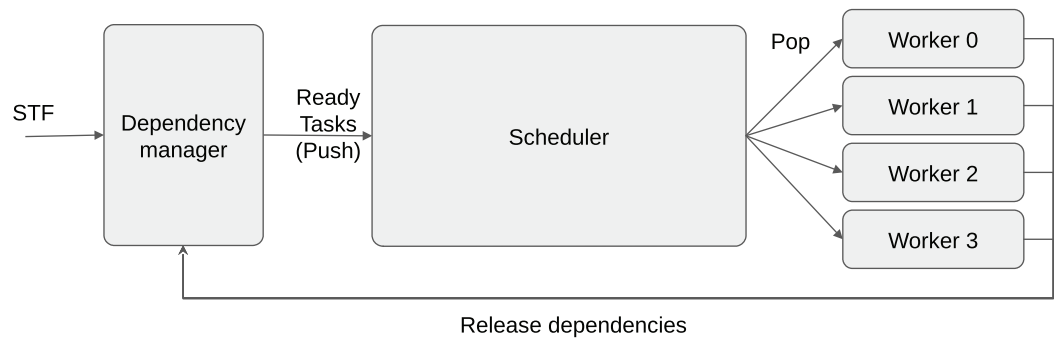 STF
Dependency
manager
Ready
Tasks
(Push)
Scheduler
Pop
Worker 0
Worker 1
Worker 2
Worker 3
Release dependencies